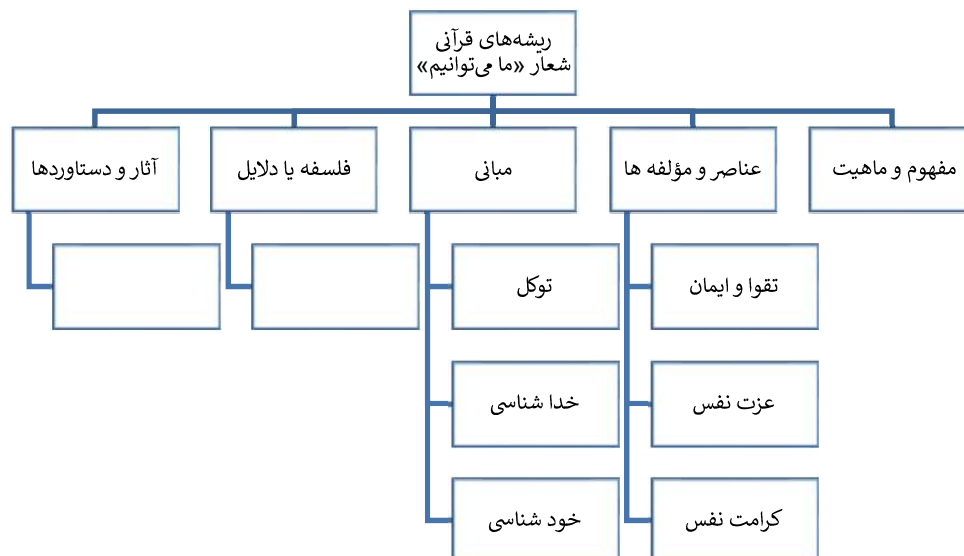 ریشه‌های قرآنی
شعار «ما می‌توانیم»
مفهوم و ماهیت
عناصر و مؤلفه ها
مبانی
فلسفه یا دلایل
آثار و دستاوردها
تقوا و ایمان
توکل
عزت نفس
خدا شناسی
کرامت نفس
خود شناسی